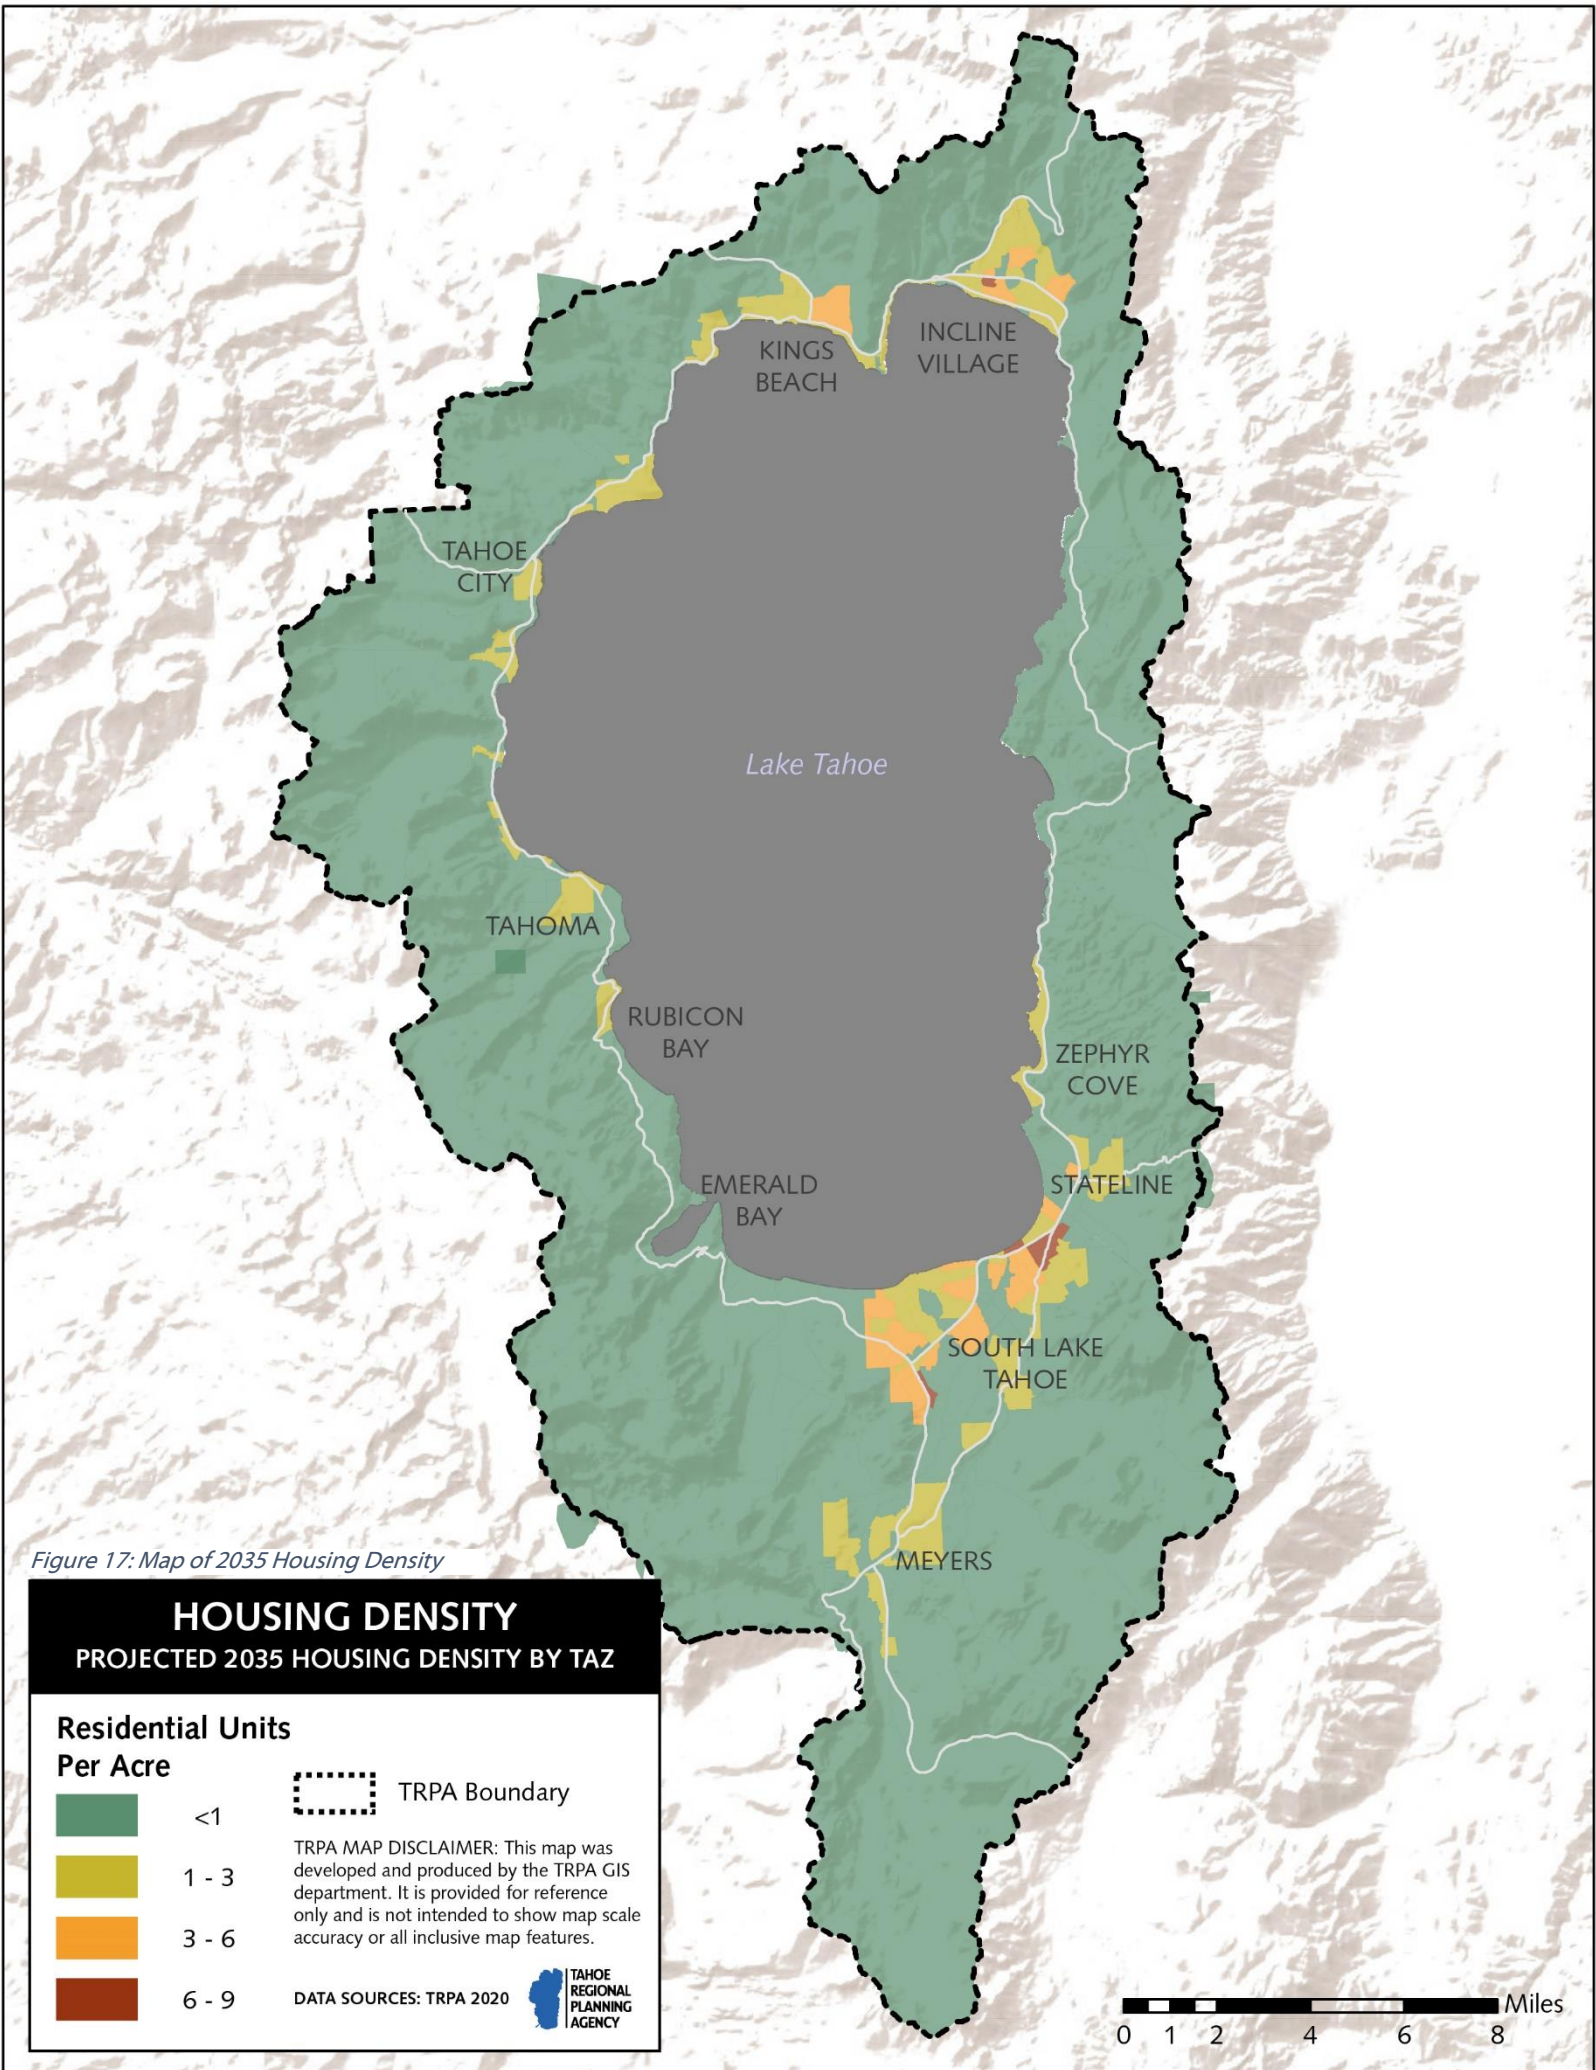 KINGS
BEACH
INCLINE
VILLAGE
TAHOE
CITY
Lake Tahoe
TAHOMA
RUBICON
BAY
ZEPHYR
COVE
EMERALD
BAY
STATELINE
SOUTH LAKE
TAHOE
MEYERS
Figure 17: Map of 2035 Housing Density
HOUSING DENSITY
PROJECTED 2035 HOUSING DENSITY BY TAZ
Residential Units
Per Acre
<1
1 - 3
3 - 6
6 - 9
TRPA Boundary
TRPA MAP DISCLAIMER: This map was
developed and produced by the TRPA GIS
department. It is provided for reference
only and is not intended to show map scale
accuracy or all inclusive map features.
DATA SOURCES: TRPA 2020
TAHOE
REGIONAL
PLANNING
AGENCY
Miles
0 1 2 4 6 8